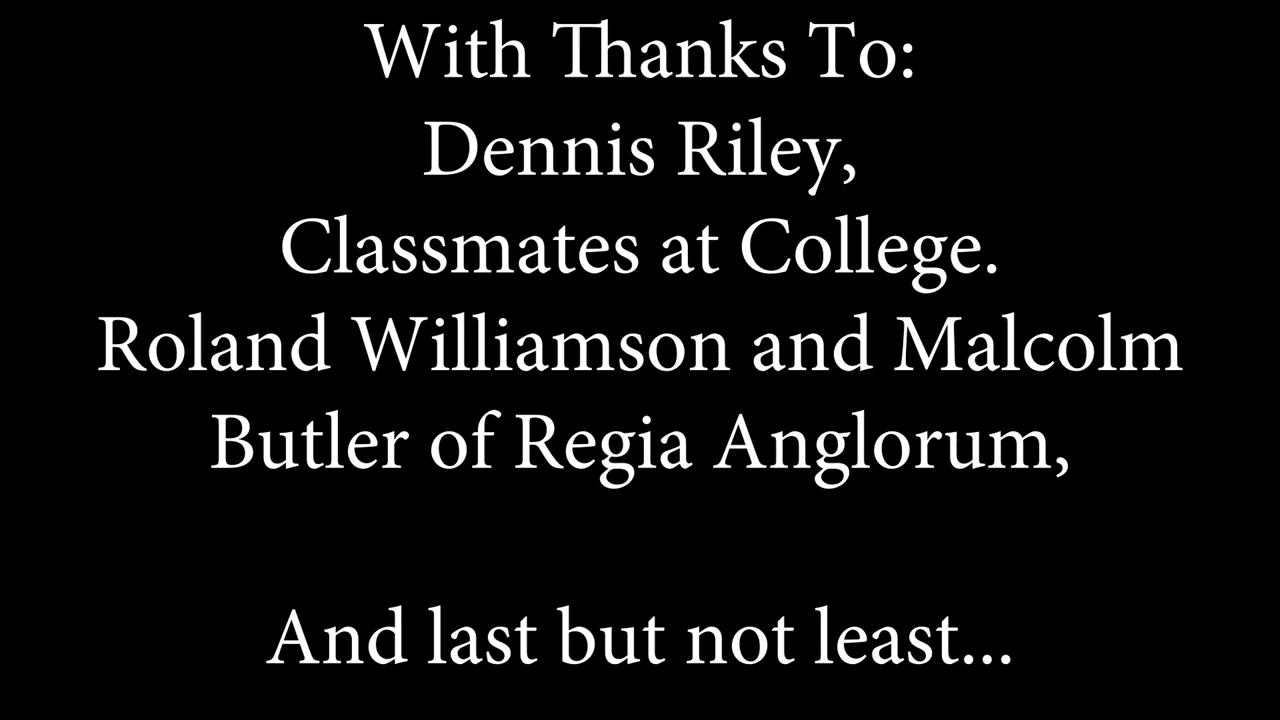 With Thanks To:
Dennis Riley,
Classmates at College.
Roland Williamson and Malcolm
Butler of Regia Anglorum,
And last but not least...